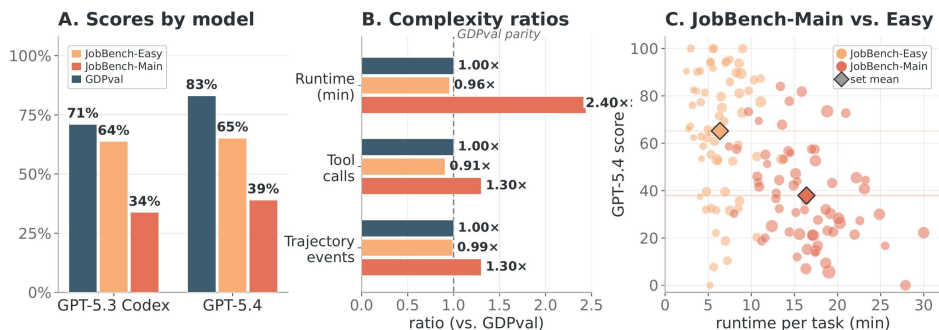 A. Scores by model
100%
75%
50%
25%
0%
JobBench-Easy
JobBench-Main
GDPval
71%
64%
34%
83%
65%
39%
GPT-5.3 Codex
GPT-5.4
B. Complexity ratios
GDPval parity
Runtime
(min)
1.00×
0.96×
2.40×
Tool
calls
1.00×
0.91×
1.30×
Trajectory
events
1.00×
0.99×
1.30×
0.0 0.5 1.0 1.5 2.0 2.5
ratio (vs. GDPval)
C. JobBench-Main vs. Easy
JobBench-Easy
JobBench-Main
set mean
GPT-5.4 score
100
80
60
40
20
0
0 5 10 15 20 25 30
runtime per task (min)